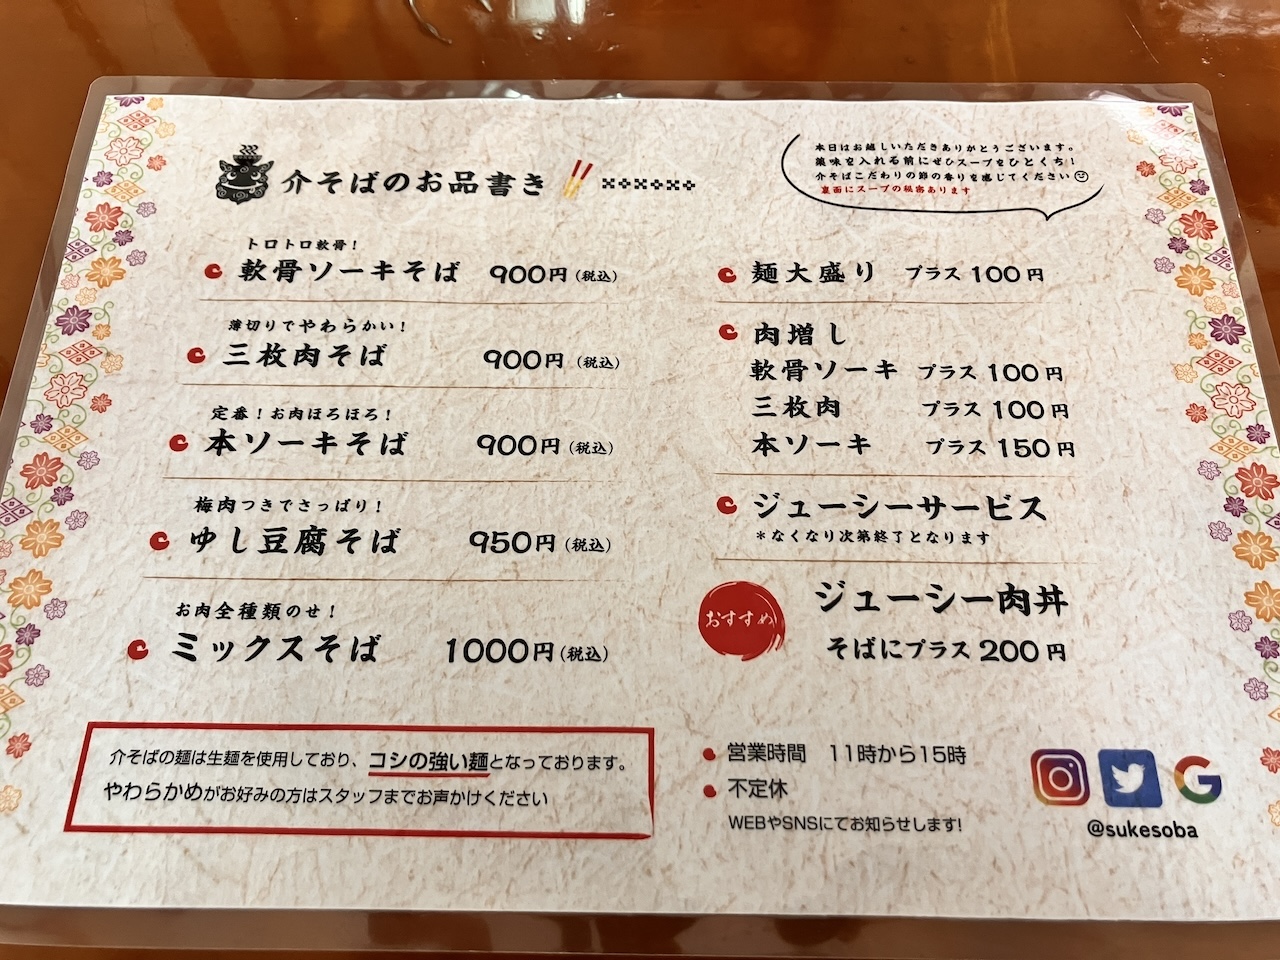 介そばのお品書き
本日はお越しいただきありがとうございます。
薬味を入れる前にぜひスープをひとくち！
介そばこだわりの節の香りを感じてください
裏面にスープの秘密あります
トロトロ軟骨！
軟骨ソーキそば 900円（税込）
薄切りでやわらかい！
三枚肉そば 900円（税込）
定番！お肉ほろほろ！
本ソーキそば 900円（税込）
梅肉つきでさっぱり！
ゆし豆腐そば 950円（税込）
お肉全種類のせ！
ミックスそば 1000円（税込）
麺大盛り プラス 100円
肉増し
軟骨ソーキ プラス 100円
三枚肉 プラス 100円
本ソーキ プラス 150円
ジューシーサービス
＊なくなり次第終了となります
おすすめ
ジューシー肉丼
そばにプラス 200円
介そばの麺は生麺を使用しており、コシの強い麺となっております。
やわらかめがお好みの方はスタッフまでお声かけください
営業時間 11時から15時
不定休
WEBやSNSにてお知らせします!
@sukesoba